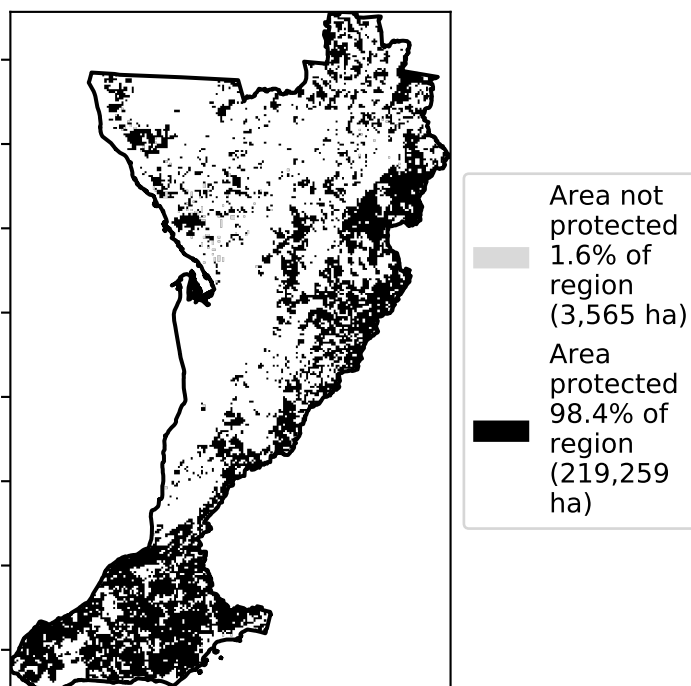 Area not
protected
1.6% of
region
(3,565 ha)
Area
protected
98.4% of
region
(219,259
ha)